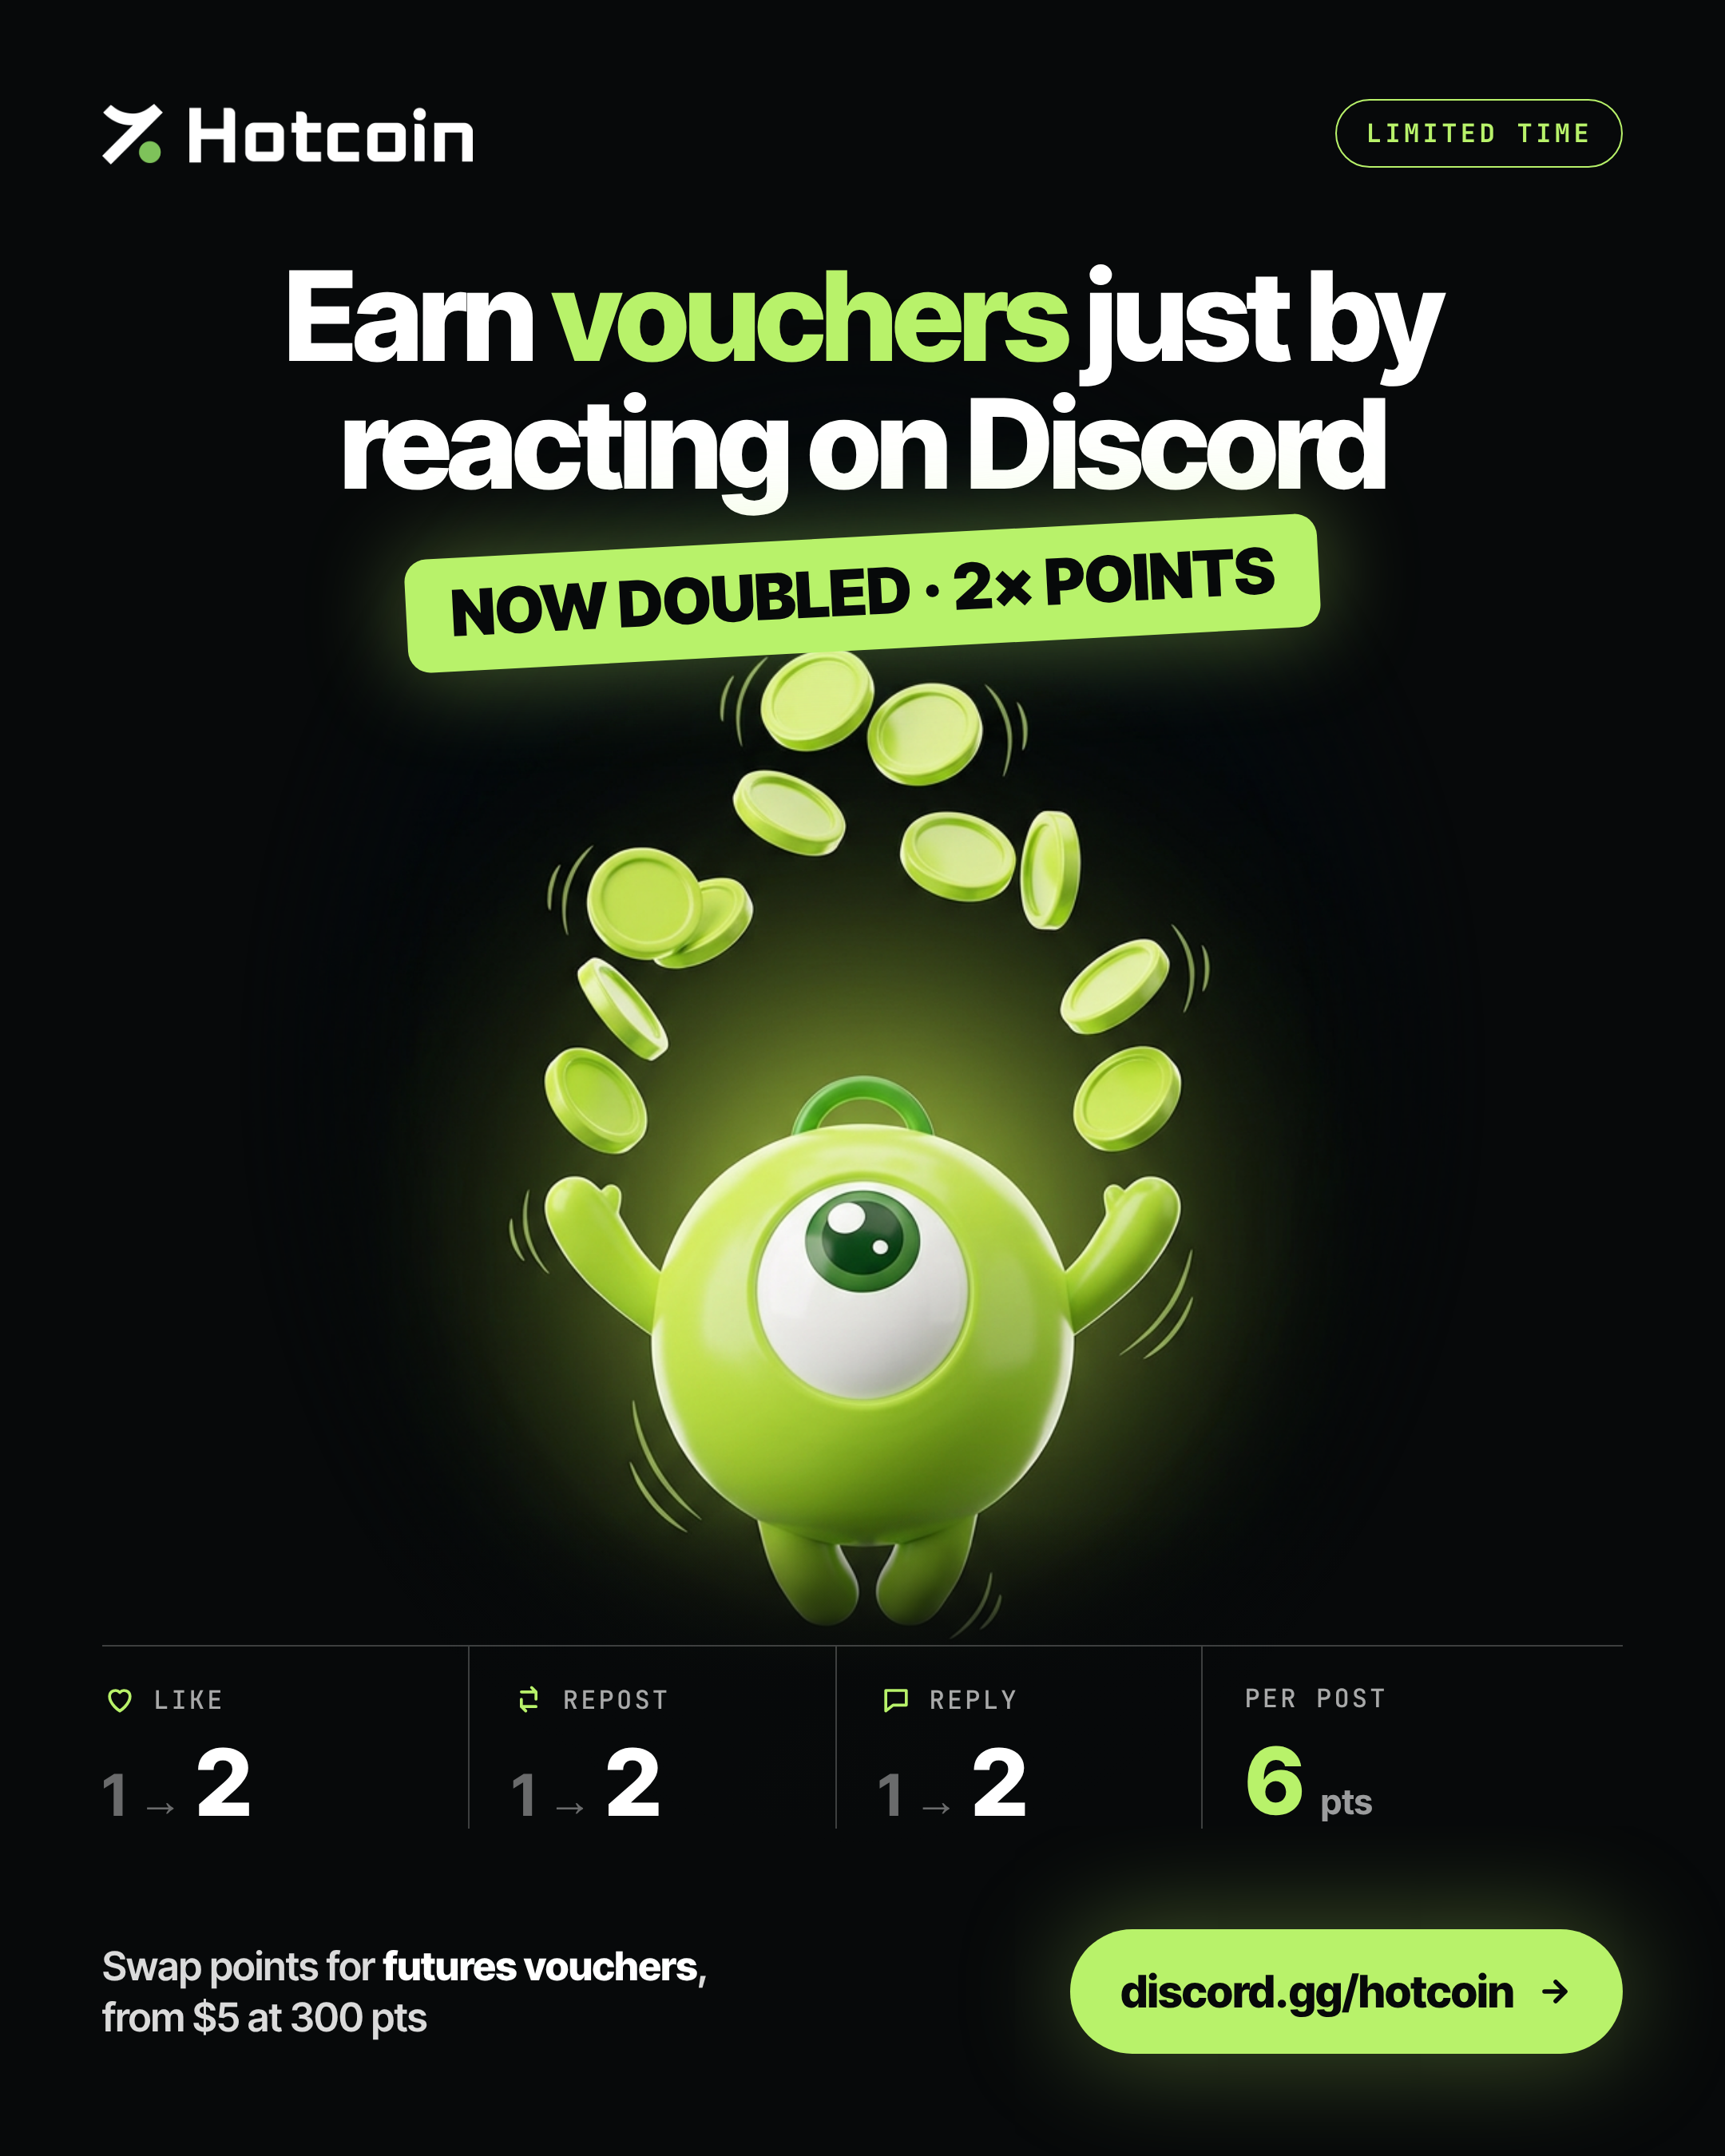 Hotcoin
LIMITED TIME
Earn vouchers just by
reacting on Discord
NOW DOUBLED · 2× POINTS
LIKE
1 → 2
REPOST
1 → 2
REPLY
1 → 2
PER POST
6 pts
Swap points for futures vouchers,
from $5 at 300 pts
discord.gg/hotcoin →